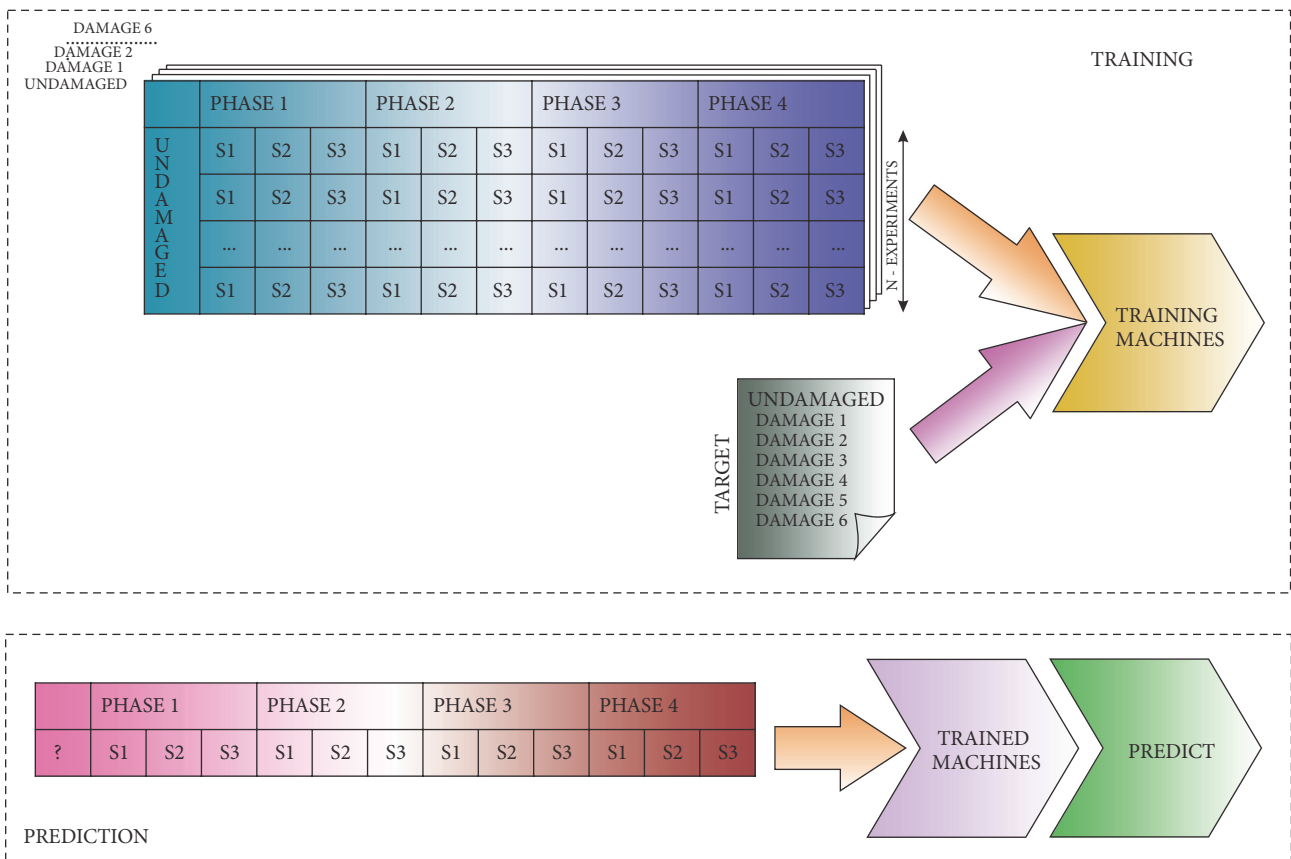 DAMAGE 6
DAMAGE 2
DAMAGE 1
UNDAMAGED
TRAINING
PHASE 1 PHASE 2 PHASE 3 PHASE 4
UNDAMAGED
S1 S2 S3 S1 S2 S3 S1 S2 S3 S1 S2 S3
S1 S2 S3 S1 S2 S3 S1 S2 S3 S1 S2 S3
... ... ... ... ... ... ... ... ... ... ... ...
S1 S2 S3 S1 S2 S3 S1 S2 S3 S1 S2 S3
N - EXPERIMENTS
TRAINING
MACHINES
TARGET
UNDAMAGED
DAMAGE 1
DAMAGE 2
DAMAGE 3
DAMAGE 4
DAMAGE 5
DAMAGE 6
PHASE 1 PHASE 2 PHASE 3 PHASE 4
? S1 S2 S3 S1 S2 S3 S1 S2 S3 S1 S2 S3
TRAINED
MACHINES
PREDICT
PREDICTION